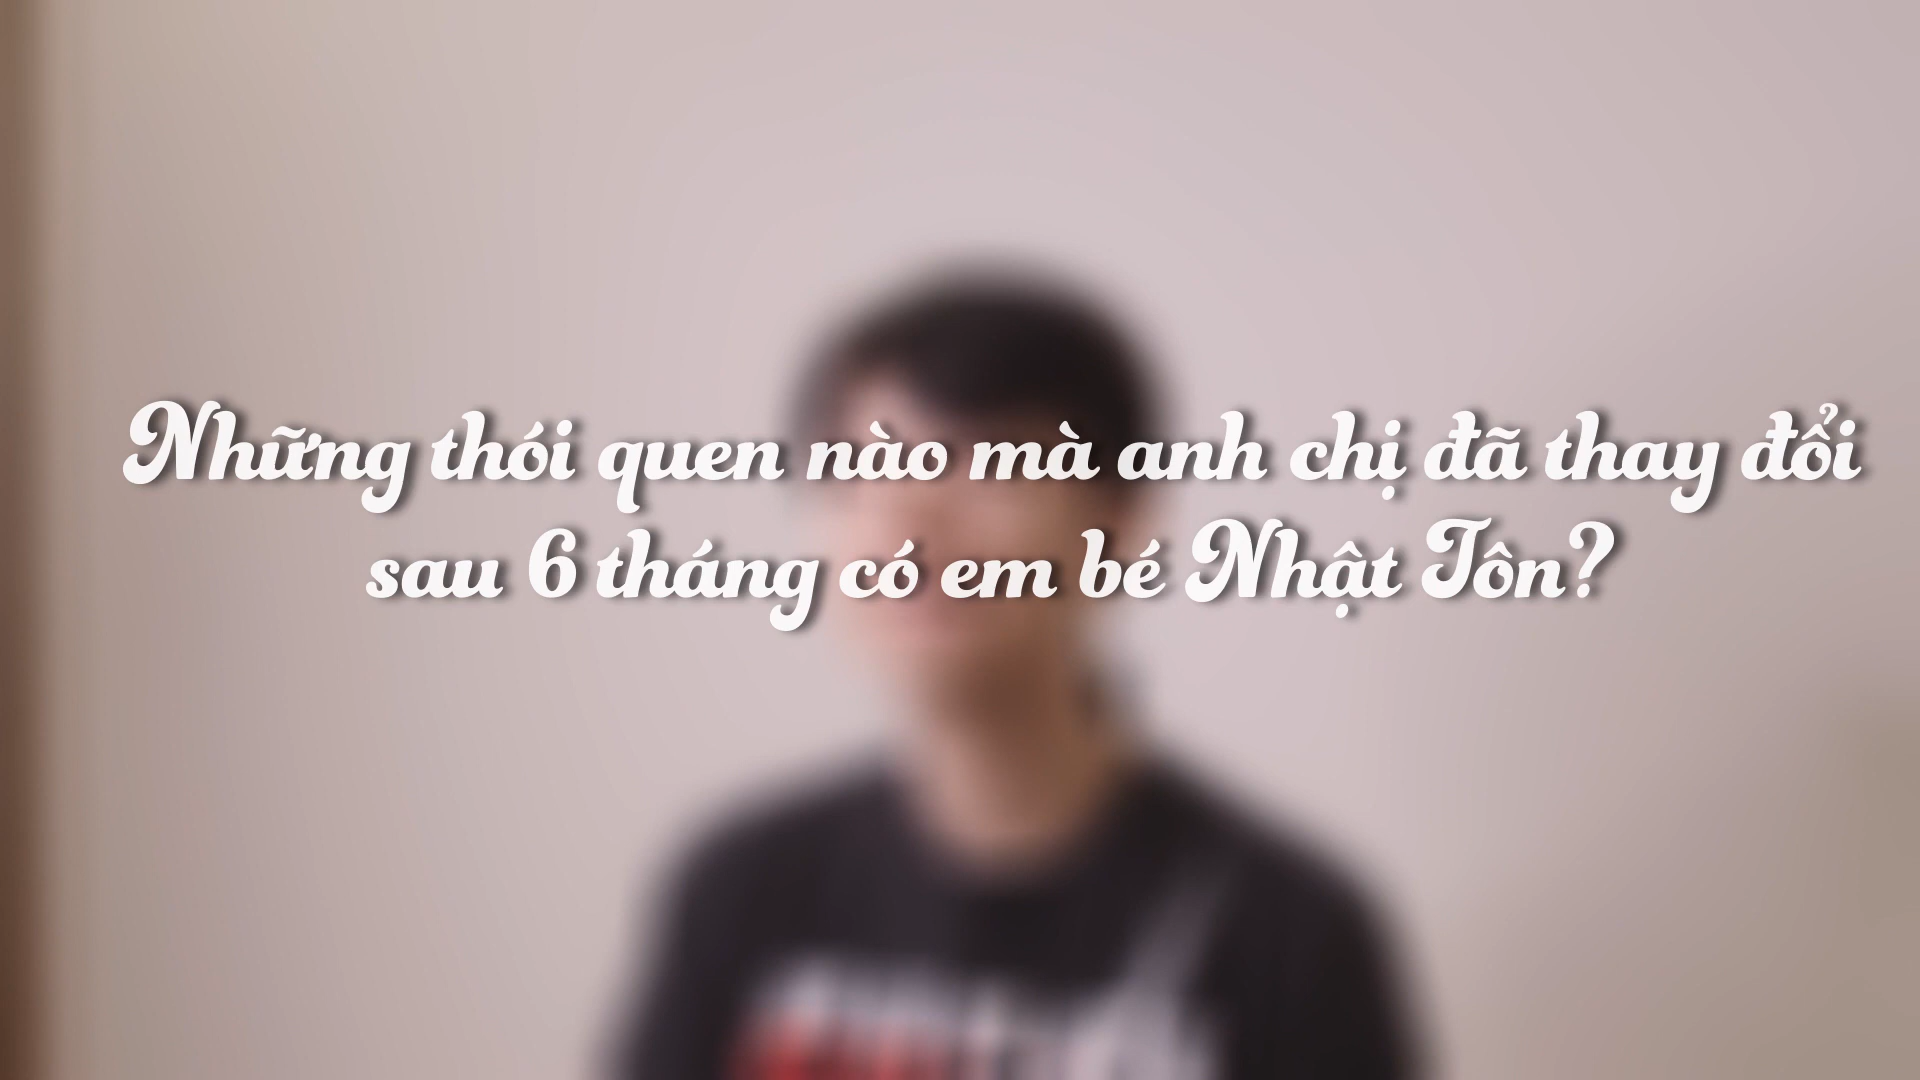 Những thói quen nào mà anh chị đã thay đổi
sau 6 tháng có em bé Nhật Tôn?